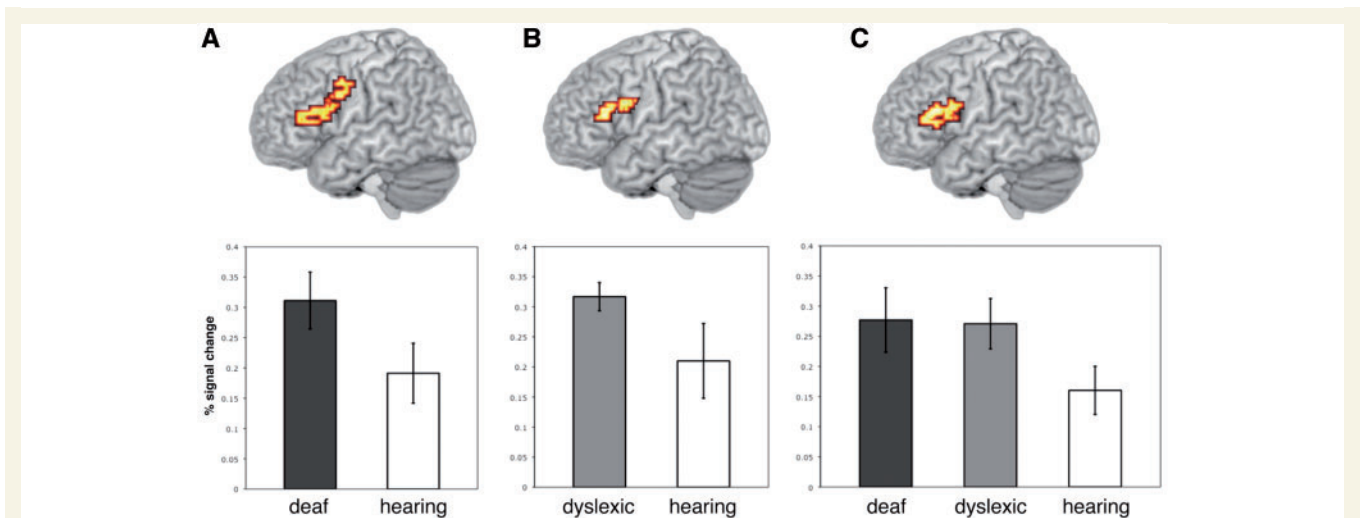 A B C
0.4 0.4 0.4
0.35 0.35 0.35
0.3 0.3 0.3
0.25 0.25 0.25
0.2 0.2 0.2
0.15 0.15 0.15
0.1 0.1 0.1
0.05 0.05 0.05
0 0 0
% signal change
deaf hearing dyslexic hearing deaf dyslexic hearing